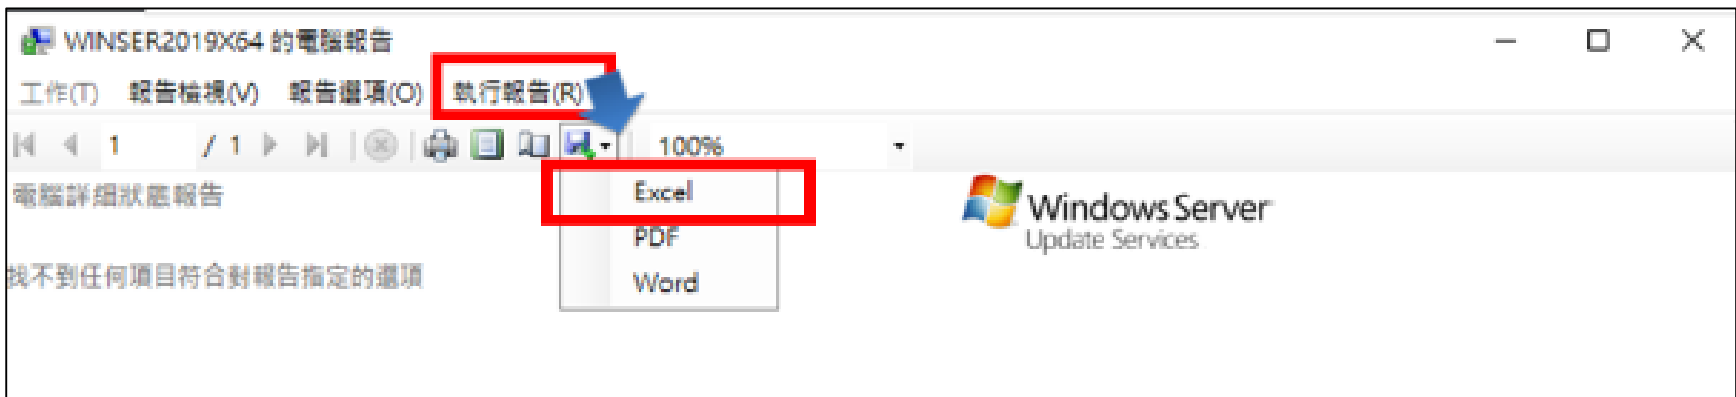 WINSER2019X64 的電腦報告
工作(T) 報告檢視(V) 報告選項(O) 執行報告(R)
1 / 1 100%
Excel
電腦詳細狀態報告
Windows Server
PDF
Update Services
找不到任何項目符合對報告指定的選項
Word